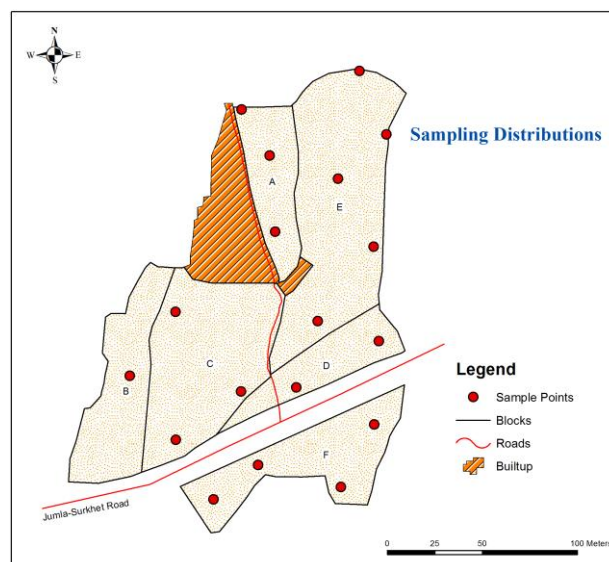 N
W E
S
Sampling Distributions
A
E
B
C
D
F
Legend
Sample Points
Blocks
Roads
Builtup
Jumla-Surkhet Road
0 25 50 100 Meters